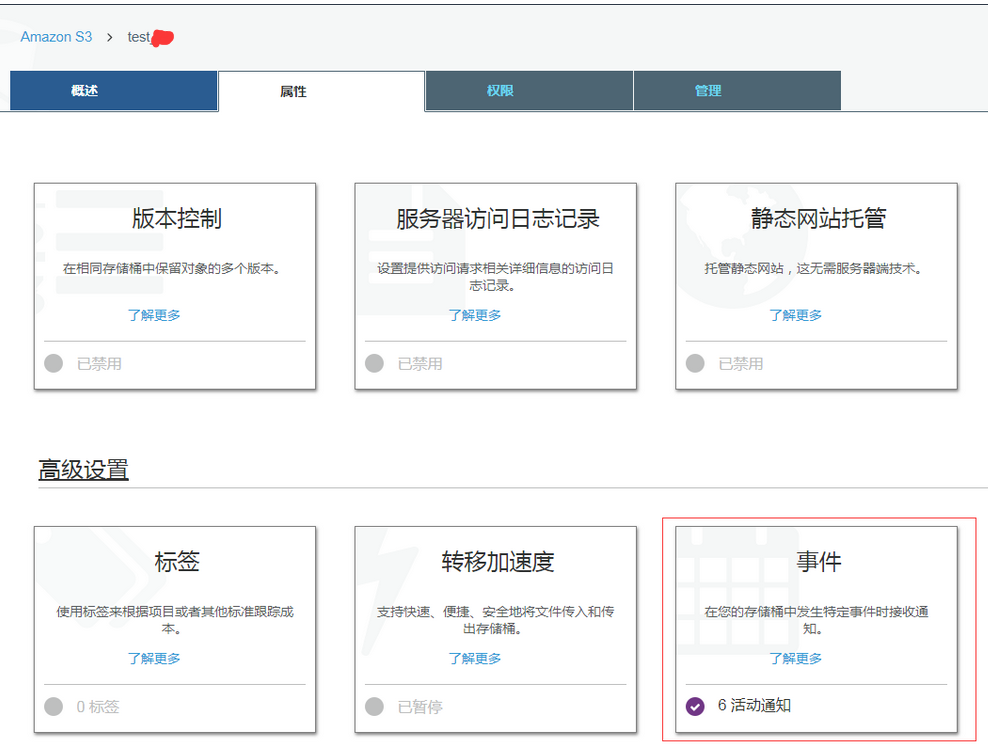 Amazon S3 > test
概述
属性
权限
管理
版本控制
在相同存储桶中保留对象的多个版本。
了解更多
已禁用
服务器访问日志记录
设置提供访问请求相关详细信息的访问日
志记录。
了解更多
已禁用
静态网站托管
托管静态网站，这无需服务器端技术。
了解更多
已禁用
高级设置
标签
使用标签来根据项目或者其他标准跟踪成
本。
了解更多
0 标签
转移加速度
支持快速、便捷、安全地将文件传入和传
出存储桶。
了解更多
已暂停
事件
在您的存储桶中发生特定事件时接收通
知。
了解更多
6 活动通知